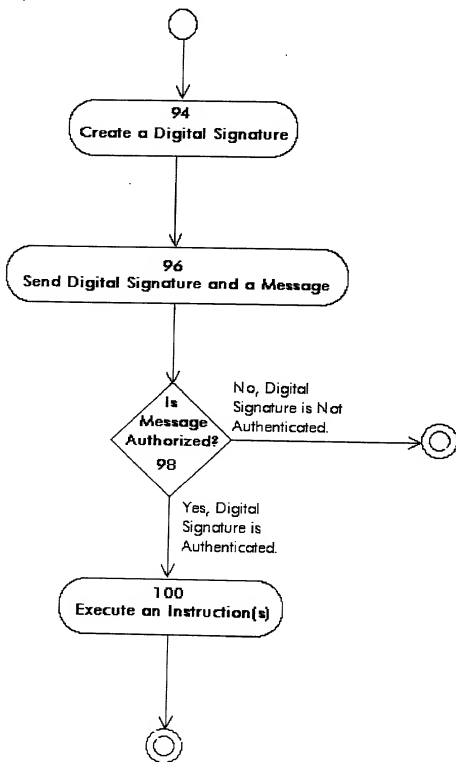 94
Create a Digital Signature
96
Send Digital Signature and a Message
Is
Message
Authorized?
98
No, Digital
Signature is Not
Authenticated.
Yes, Digital
Signature is
Authenticated.
100
Execute an Instruction(s)